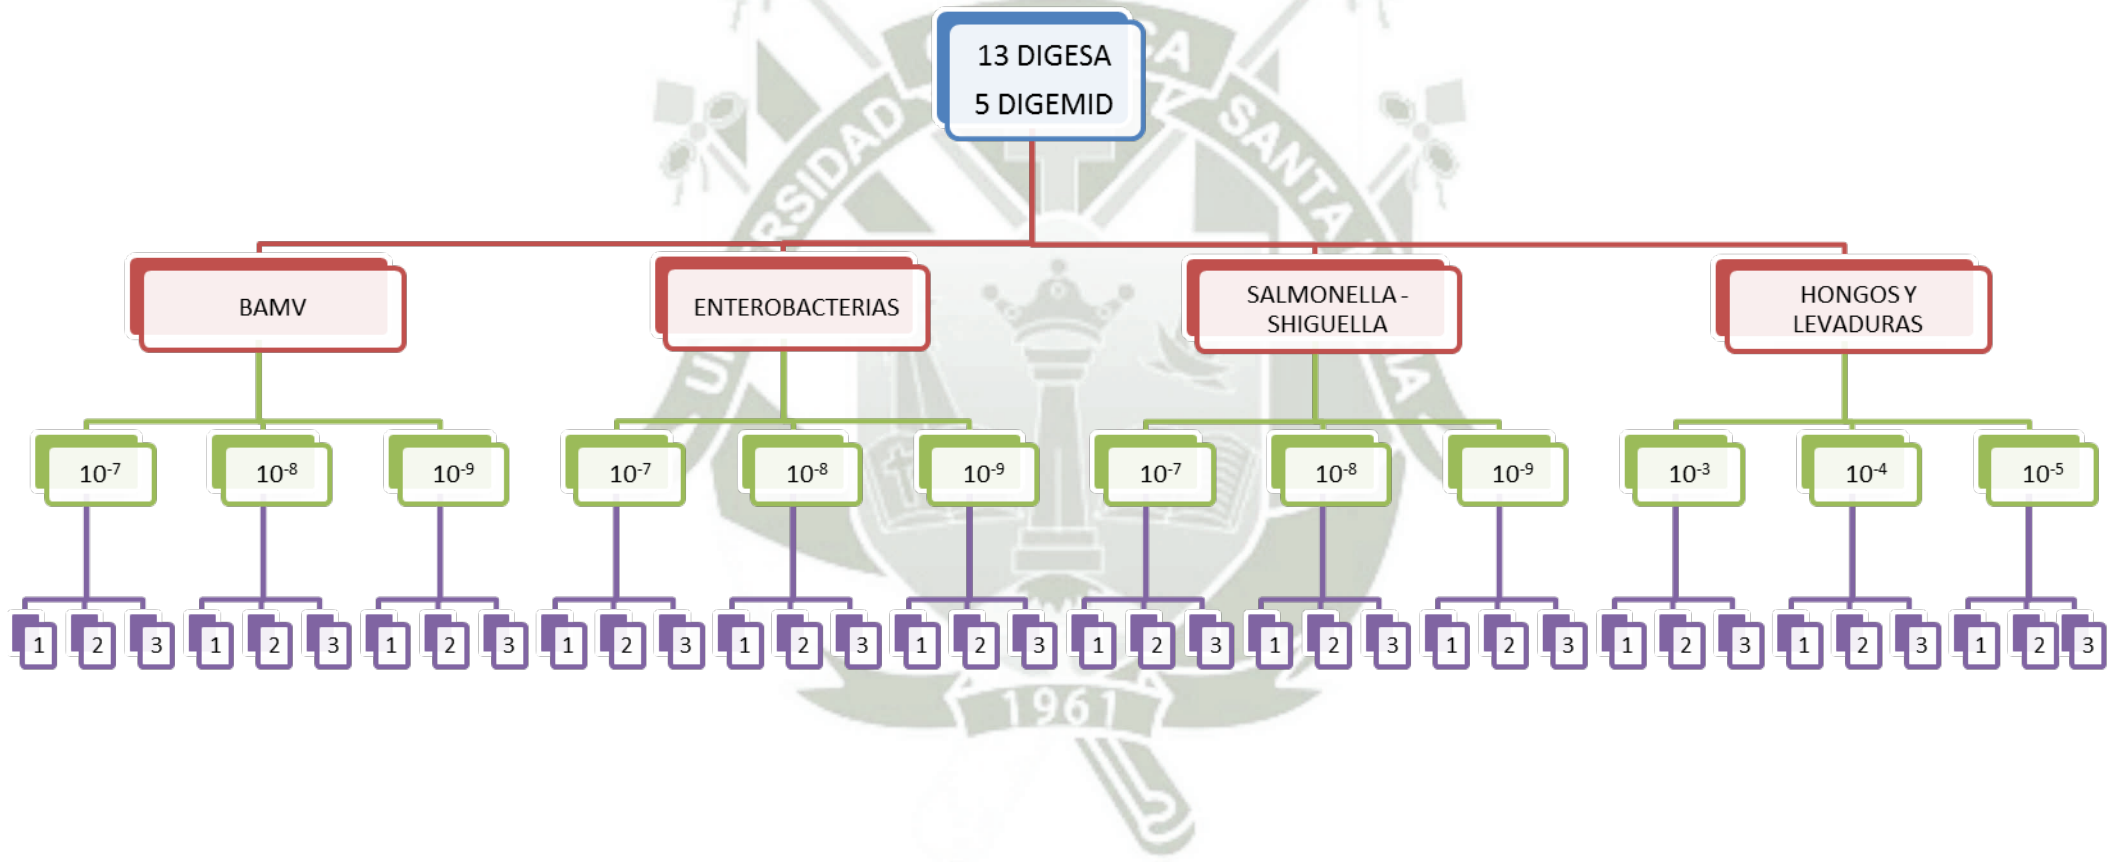 13 DIGESA
5 DIGEMID
BAMV
ENTEROBACTERIAS
SALMONELLA -
SHIGUELLA
HONGOS Y
LEVADURAS
10-7
10-8
10-9
10-7
10-8
10-9
10-7
10-8
10-9
10-3
10-4
10-5
1 2 3 1 2 3 1 2 3 1 2 3 1 2 3 1 2 3 1 2 3 1 2 3 1 2 3 1 2 3 1 2 3 1 2 3
SANTA
1961